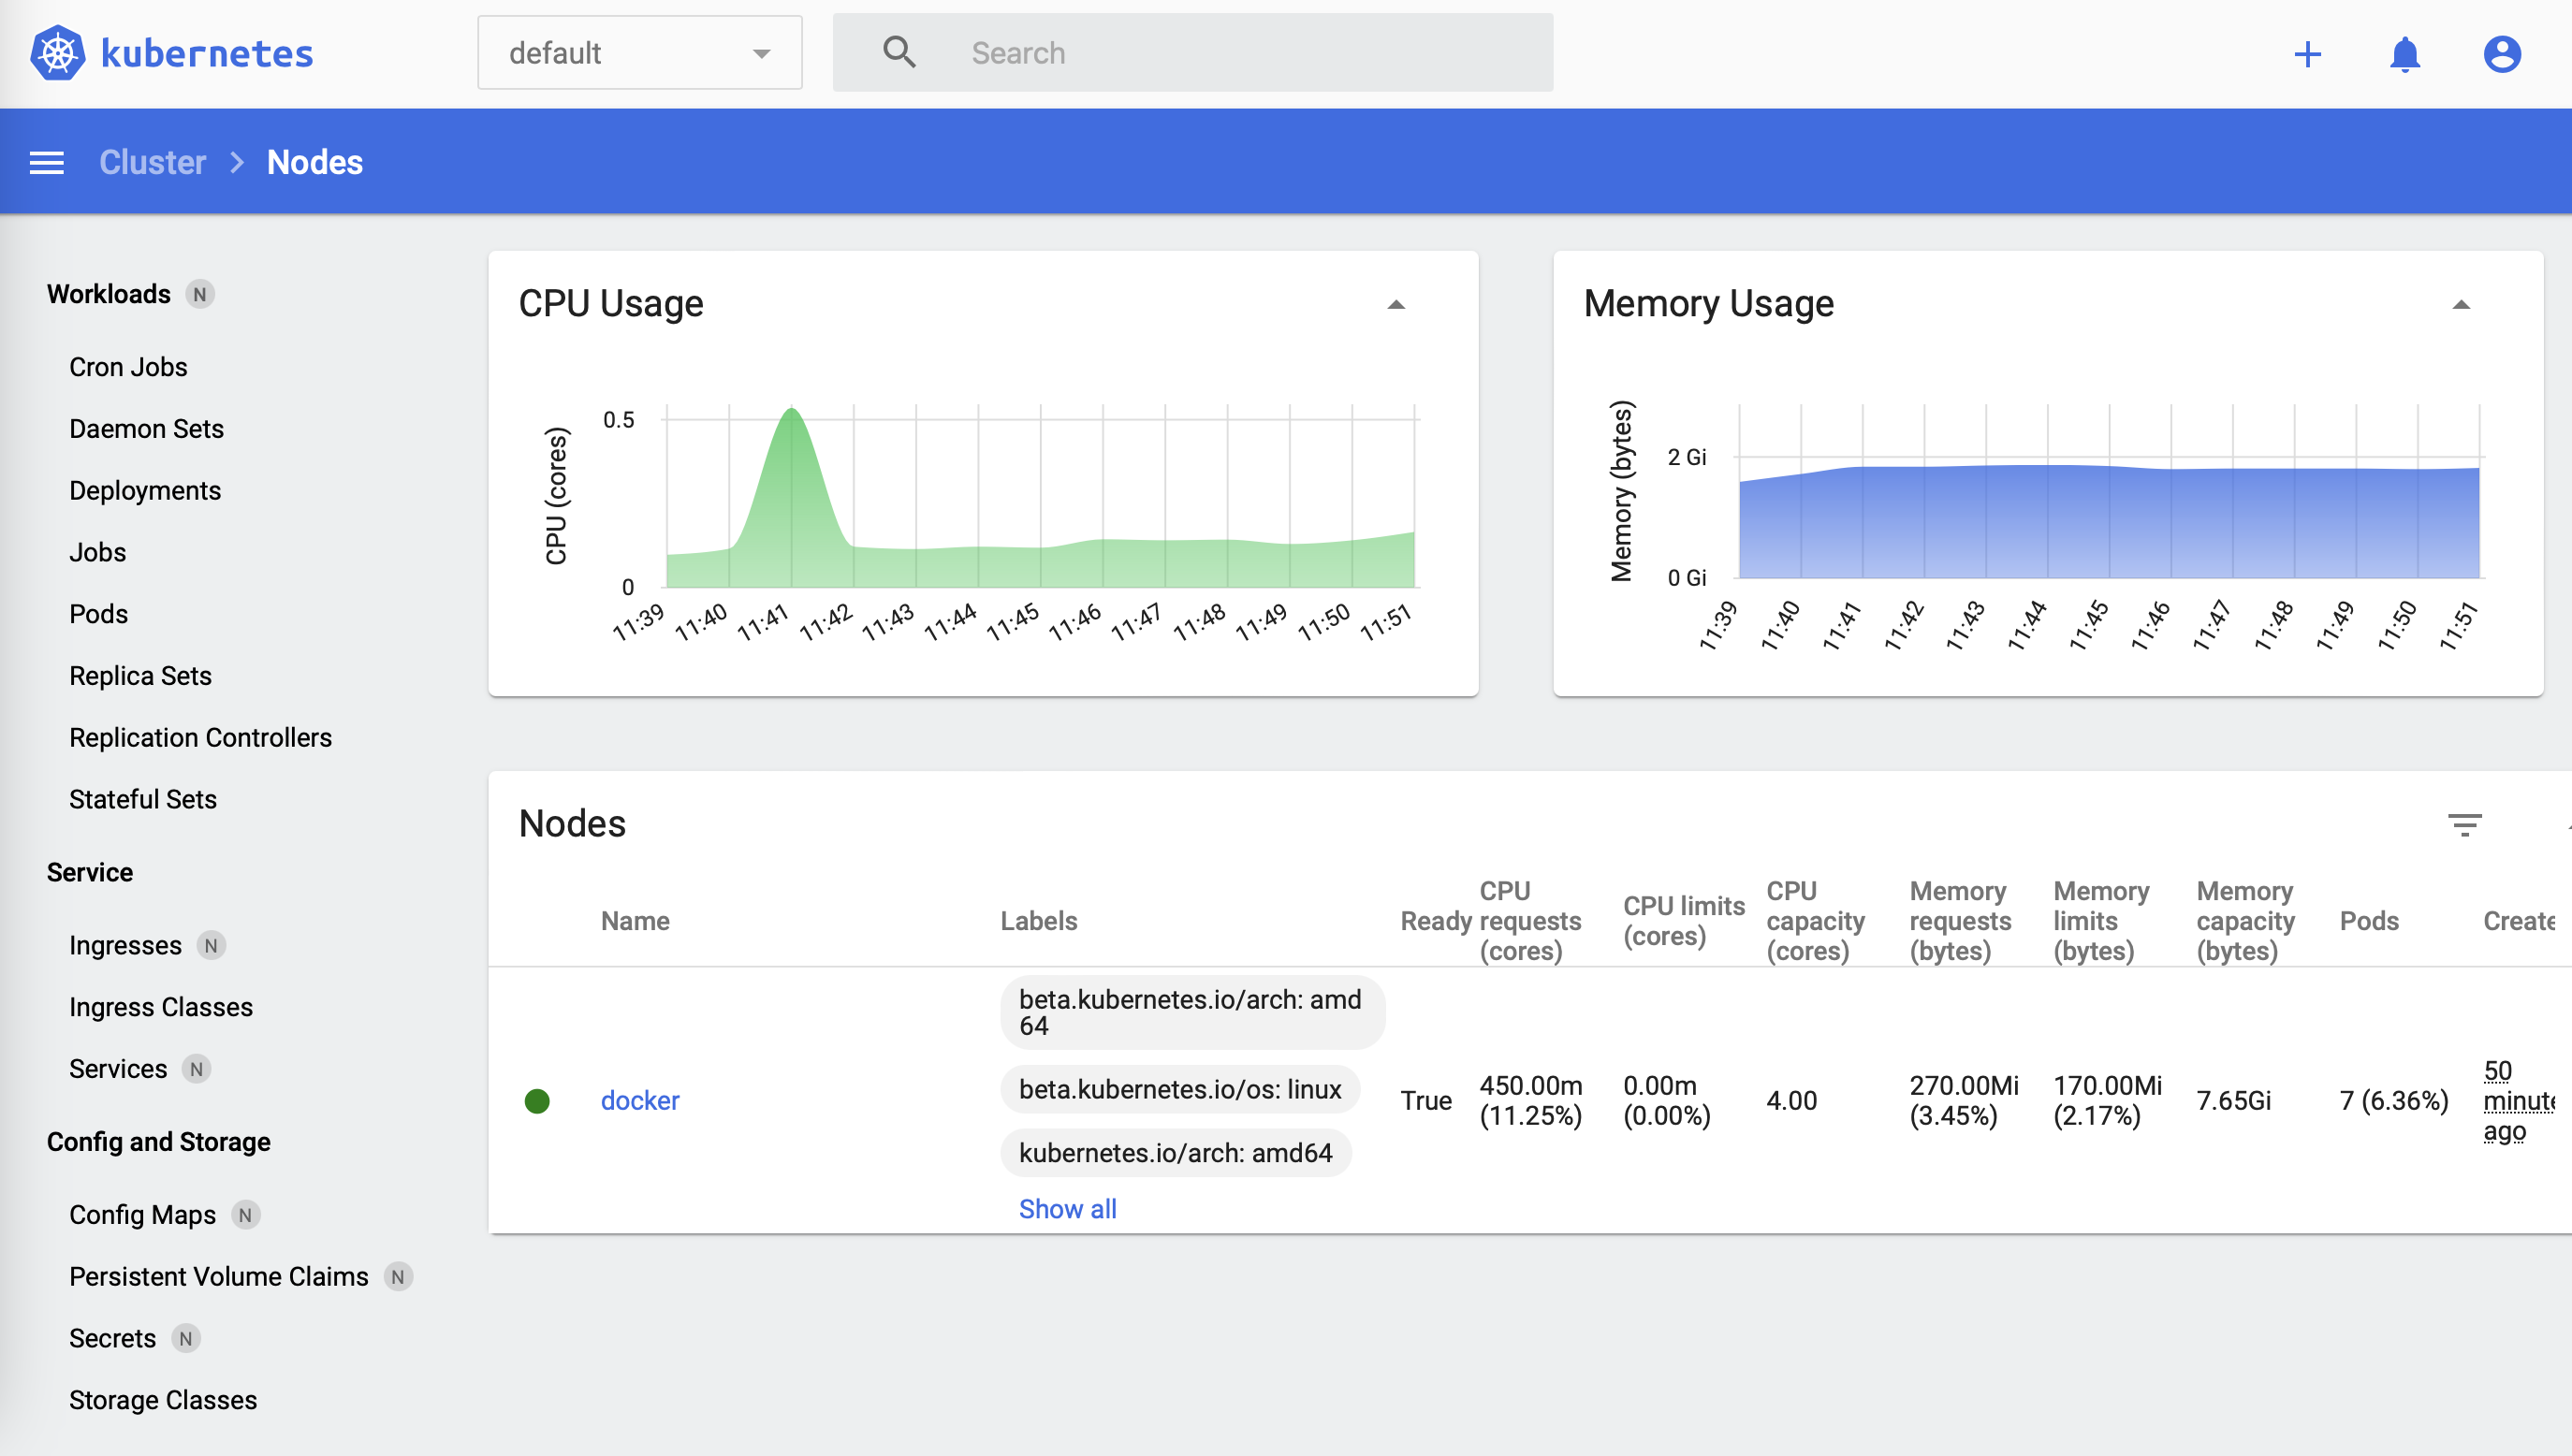 kubernetes
default
Search
Cluster > Nodes
Workloads N
Cron Jobs
Daemon Sets
Deployments
Jobs
Pods
Replica Sets
Replication Controllers
Stateful Sets
Service
Ingresses N
Ingress Classes
Services N
Config and Storage
Config Maps N
Persistent Volume Claims N
Secrets N
Storage Classes
CPU Usage
CPU (cores)
0.5
0
11:39 11:40 11:41 11:42 11:43 11:44 11:45 11:46 11:47 11:48 11:49 11:50 11:51
Memory Usage
Memory (bytes)
2 Gi
0 Gi
11:39 11:40 11:41 11:42 11:43 11:44 11:45 11:46 11:47 11:48 11:49 11:50 11:51
Nodes
Name
Labels
Ready
CPU
requests
(cores)
CPU limits
(cores)
CPU
capacity
(cores)
Memory
requests
(bytes)
Memory
limits
(bytes)
Memory
capacity
(bytes)
Pods
Create
docker
beta.kubernetes.io/arch: amd
64
beta.kubernetes.io/os: linux
kubernetes.io/arch: amd64
Show all
True
450.00m
(11.25%)
0.00m
(0.00%)
4.00
270.00Mi
(3.45%)
170.00Mi
(2.17%)
7.65Gi
7 (6.36%)
50
minute
ago